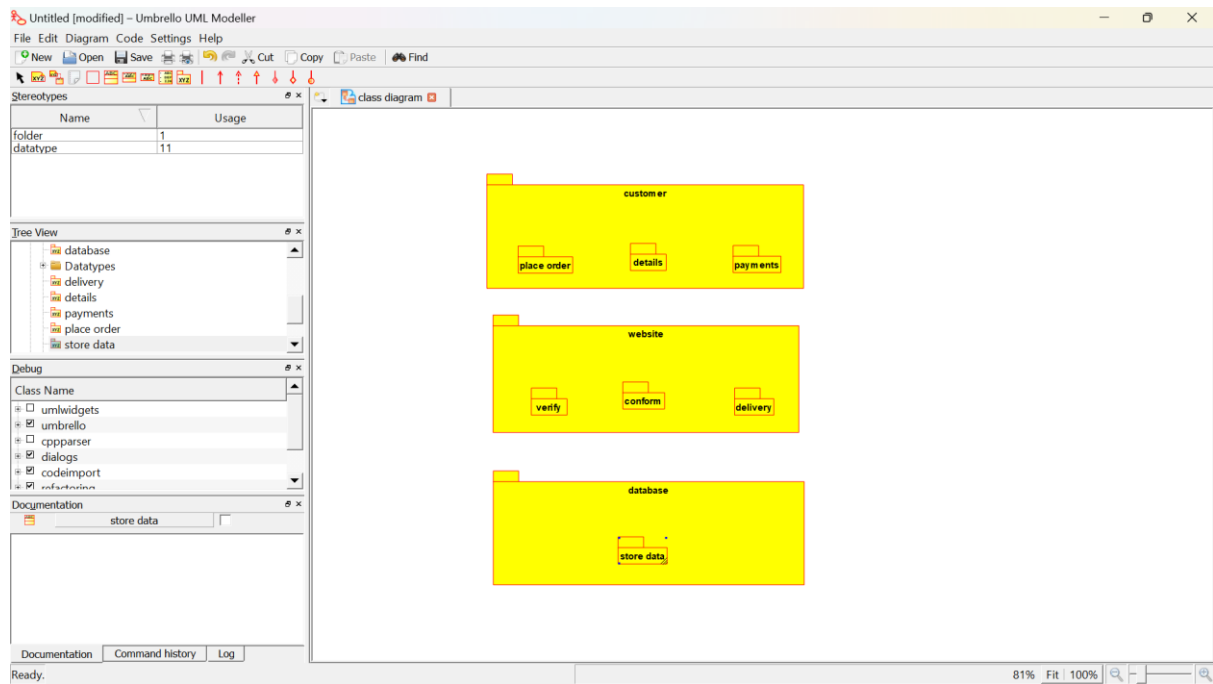 Untitled [modified] – Umbrello UML Modeller
File Edit Diagram Code Settings Help
New Open Save Cut Copy Paste Find
Stereotypes
class diagram
Name Usage
folder 1
datatype 11
Tree View
database
Datatypes
delivery
details
payments
place order
store data
Debug
Class Name
umlwidgets
umbrello
cppparser
dialogs
codeimport
refactoring
Documentation
store data
Documentation Command history Log
Ready.
customer
place order details payments
website
verify conform delivery
database
store data
81% Fit 100%